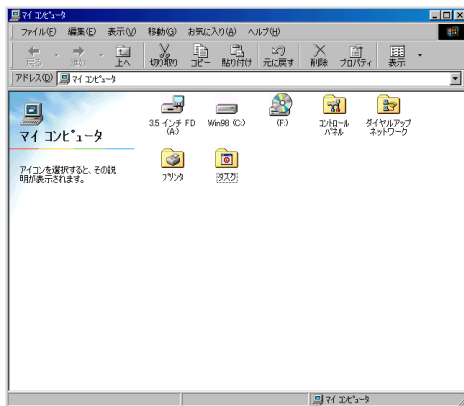 マイ コンピュータ
ファイル(F) 編集(E) 表示(V) 移動(G) お気に入り(A) ヘルプ(H)
戻る 進む 上へ 切り取り コピー 貼り付け 元に戻す 削除 プロパティ 表示
アドレス(D) マイ コンピュータ
マイ コンピュータ
アイコンを選択すると、その説
明が表示されます。
3.5 インチ FD
(A:)
Win98 (C:)
(F:)
コントロール
パネル
ダイヤルアップ
ネットワーク
プリンタ
タスク
マイ コンピュータ